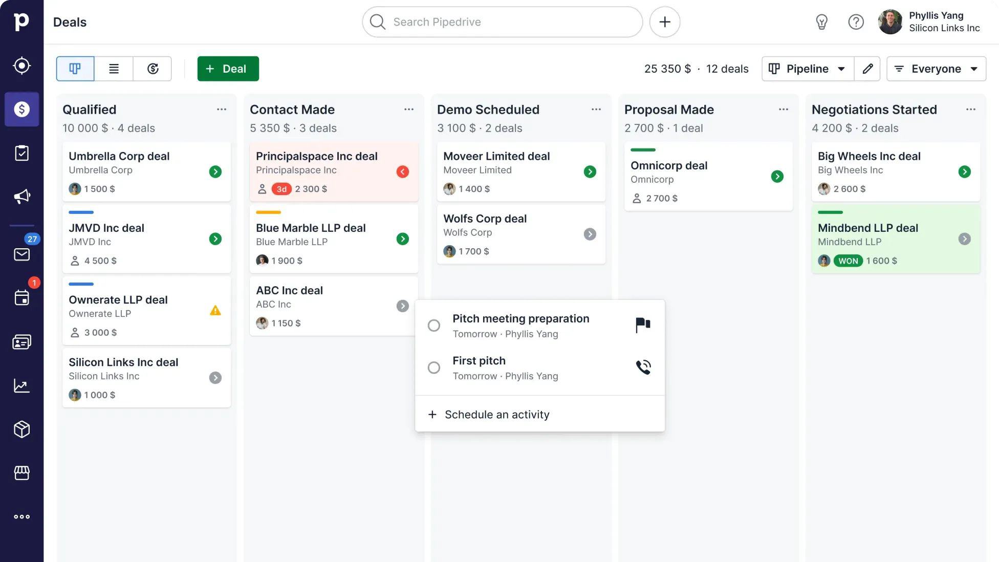 p
Deals
Search Pipedrive
Phyllis Yang
Silicon Links Inc
+ Deal
25 350 $ · 12 deals
Pipeline
Everyone
27
1
Qualified
10 000 $ · 4 deals
Umbrella Corp deal
Umbrella Corp
1 500 $
JMVD Inc deal
JMVD Inc
4 500 $
Ownerate LLP deal
Ownerate LLP
3 000 $
Silicon Links Inc deal
Silicon Links Inc
1 000 $
Contact Made
5 350 $ · 3 deals
Principalspace Inc deal
Principalspace Inc
3d 2 300 $
Blue Marble LLP deal
Blue Marble LLP
1 900 $
ABC Inc deal
ABC Inc
1 150 $
Demo Scheduled
3 100 $ · 2 deals
Moveer Limited deal
Moveer Limited
1 400 $
Wolfs Corp deal
Wolfs Corp
1 700 $
Proposal Made
2 700 $ · 1 deal
Omnicorp deal
Omnicorp
2 700 $
Negotiations Started
4 200 $ · 2 deals
Big Wheels Inc deal
Big Wheels Inc
2 600 $
Mindbend LLP deal
Mindbend LLP
WON 1 600 $
Pitch meeting preparation
Tomorrow · Phyllis Yang
First pitch
Tomorrow · Phyllis Yang
+ Schedule an activity